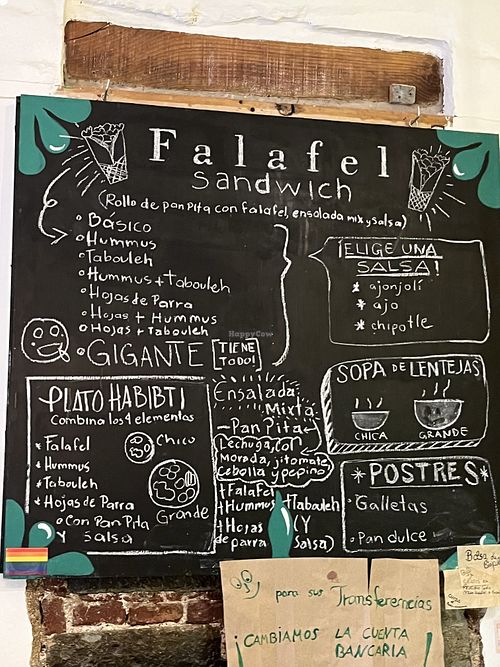 Falafel
Sandwich
(Rollo de pan Pita con falafel, ensalada mix y salsa)
Básico
Hummus
Tabouleh
Hummus + Tabouleh
Hojas de Parra
Hojas + Hummus
Hojas + Tabouleh
GIGANTE [TIENE TODO!]
¡ELIGE UNA
SALSA!
* ajonjolí
* ajo
* chipotle
SOPA DE LENTEJAS
CHICA GRANDE
*POSTRES*
Galletas
Pan dulce
PLATO HABIBTI
Combina los 4 elementos
* Falafel
* Hummus
* Tabouleh
* Hojas de Parra
o Con Pan Pita
y Salsa
Chico
Grande
Ensalada
Mixta
- Pan Pita -
Lechuga, col
Morada, jitomate,
Cebolla y pepino
+ Falafel
+ Hummus + Tabouleh
+ Hojas de parra (y Salsa)
HappyCow
para sus Transferencias
¡CAMBIAMOS LA CUENTA
BANCARIA
Bolsa de